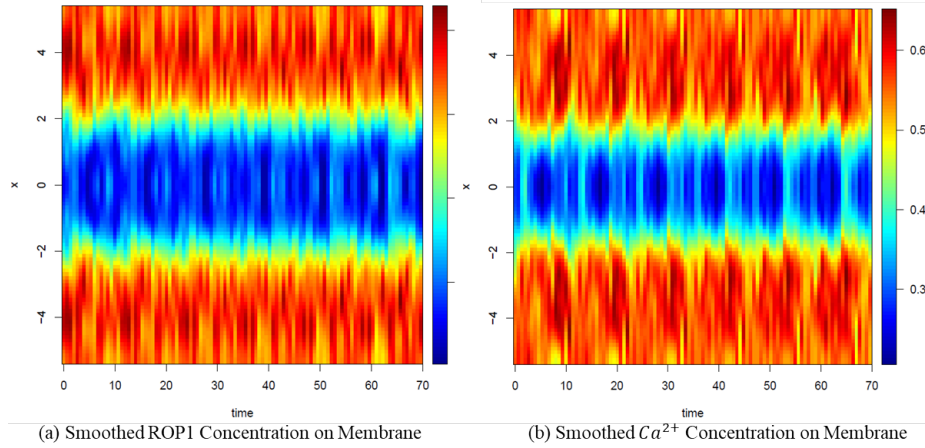 4
2
0
-2
-4
x
0 10 20 30 40 50 60 70
time
(a) Smoothed ROP1 Concentration on Membrane
4
2
0
-2
-4
x
0.6
0.5
0.4
0.3
0 10 20 30 40 50 60 70
time
(b) Smoothed Ca²⁺ Concentration on Membrane